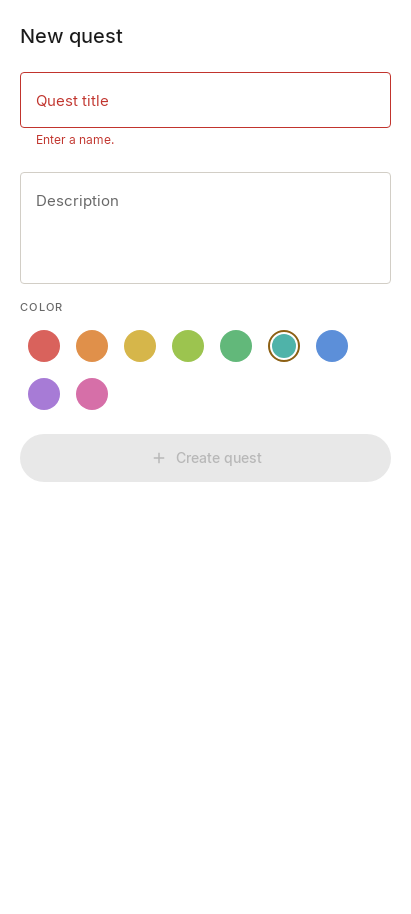 New quest
Quest title
Enter a name.
Description
COLOR
Create quest